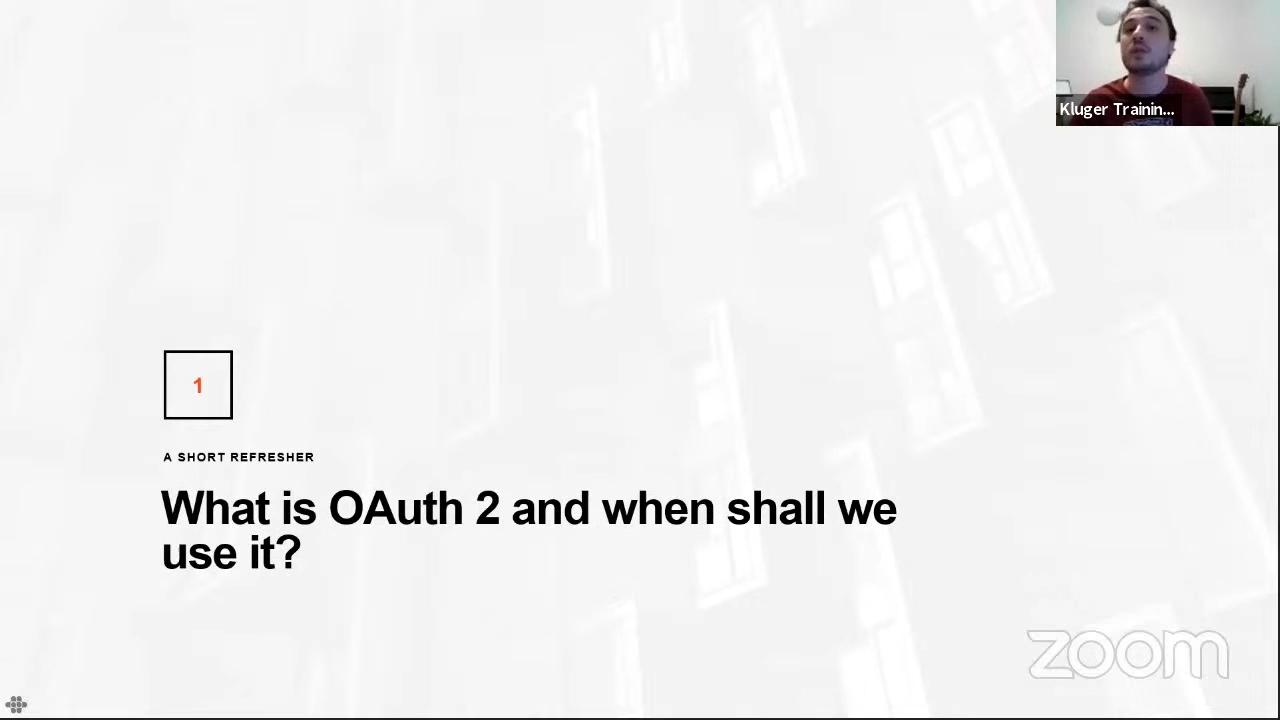 Kluger Trainin...
1
A SHORT REFRESHER
What is OAuth 2 and when shall we
use it?
zoom